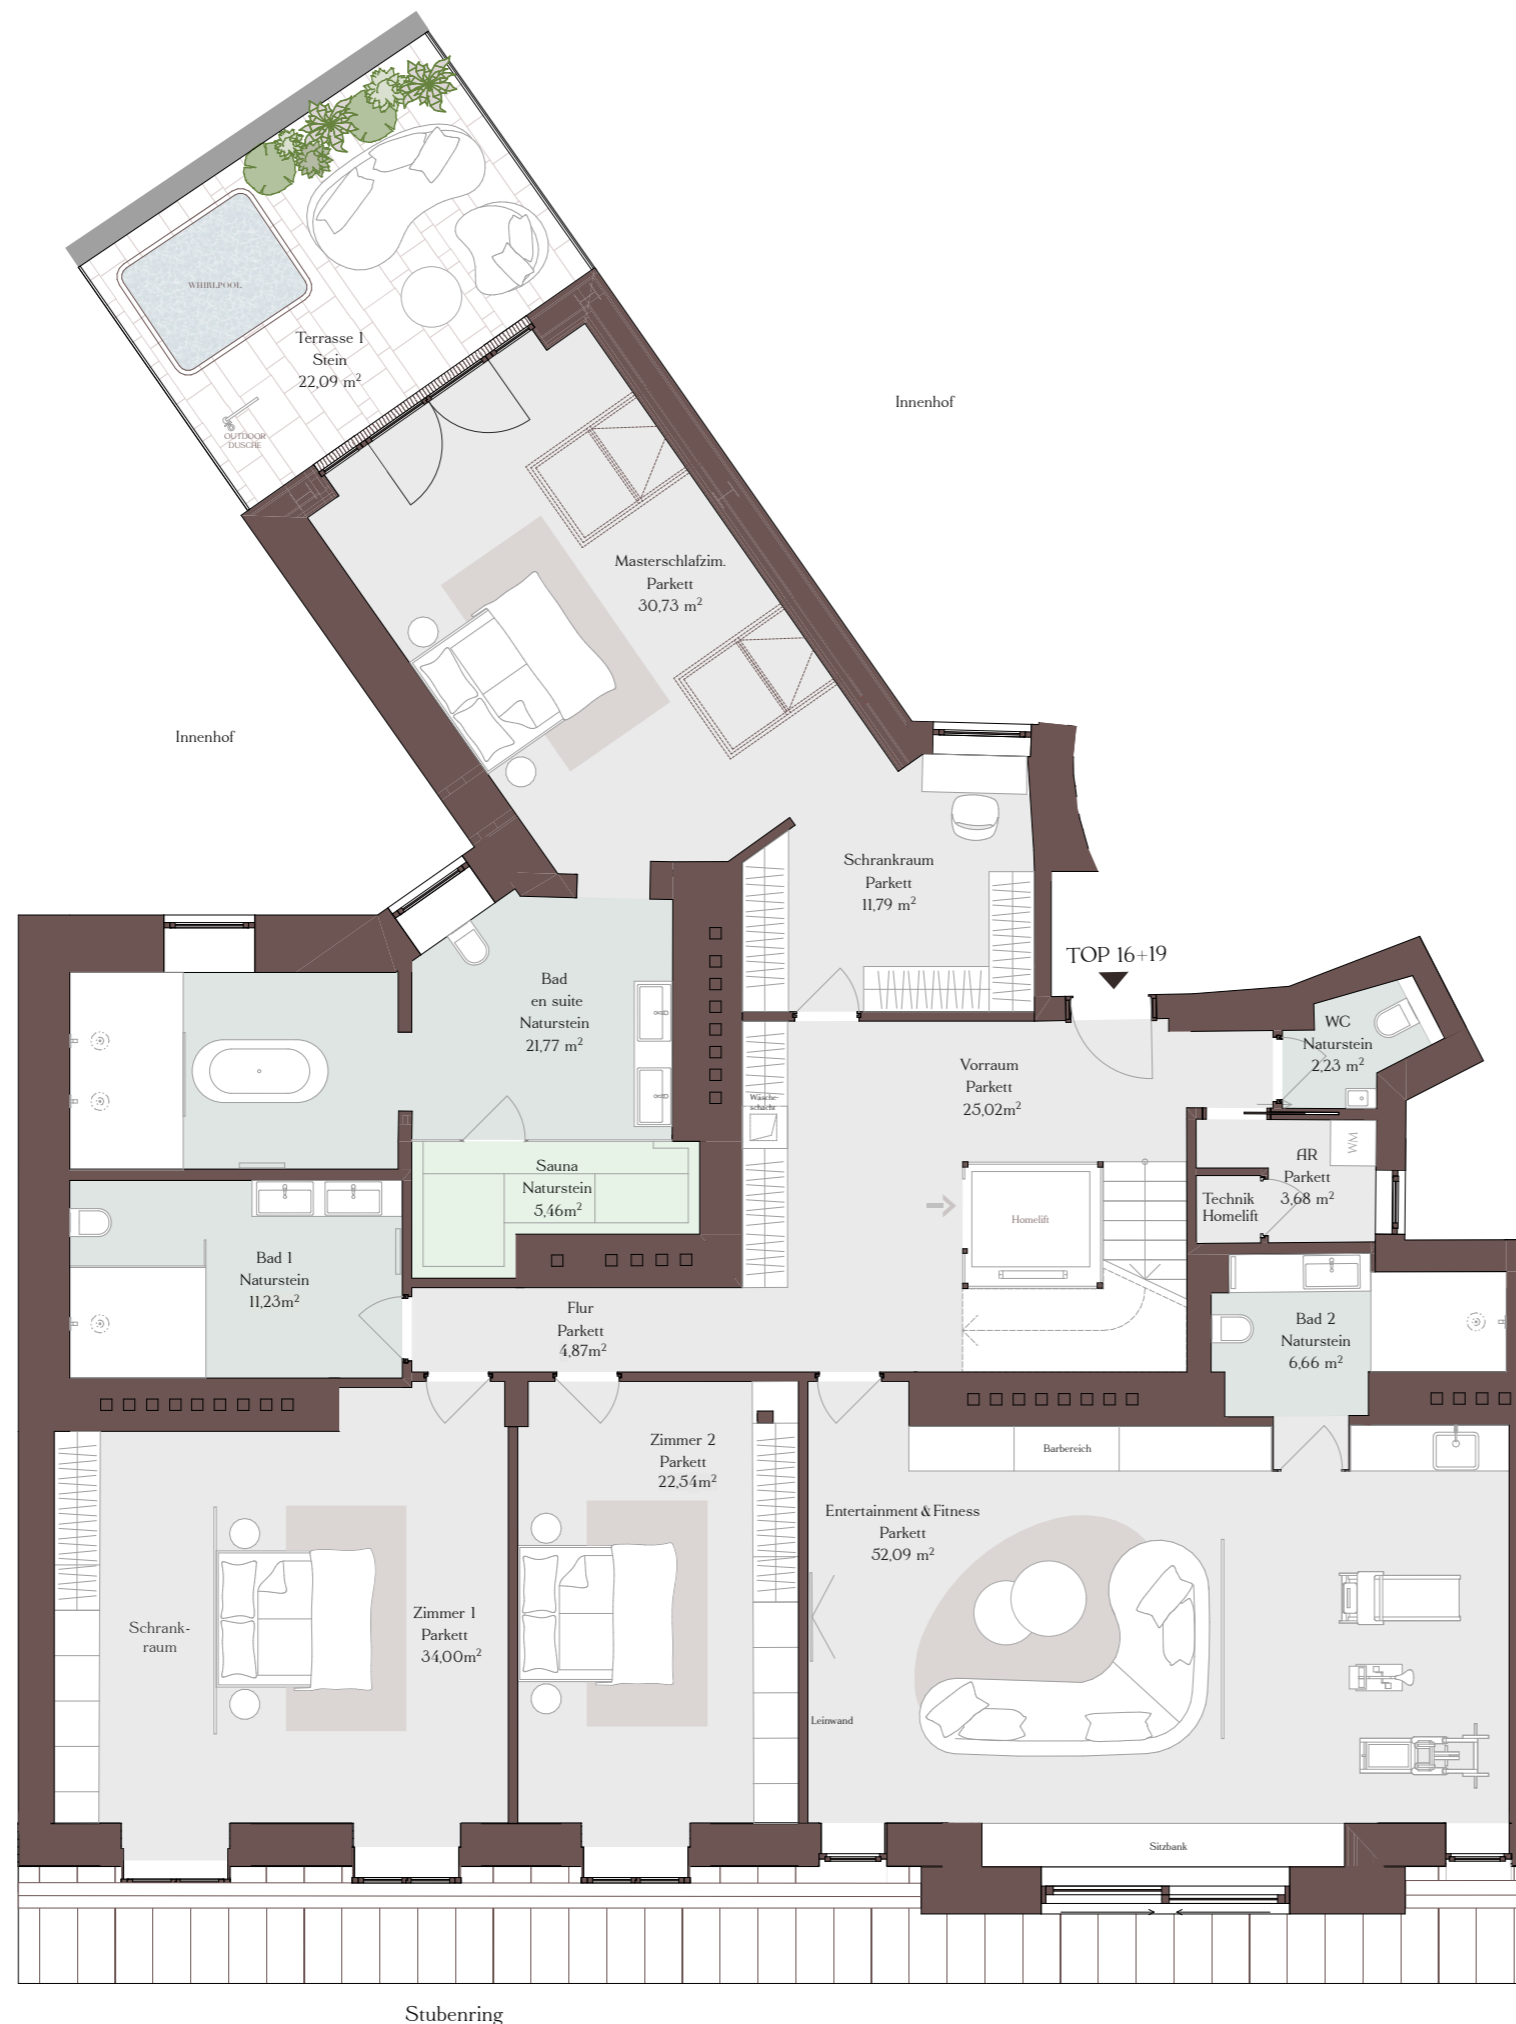 WHIRLPOOL
Terrasse 1
Stein
22,09 m²
OUTDOOR
DUSCHE
Innenhof
Masterschlafzim.
Parkett
30,73 m²
Innenhof
Schrankraum
Parkett
11,79 m²
TOP 16+19
Bad
en suite
Naturstein
21,77 m²
WC
Naturstein
2,23 m²
Vorraum
Parkett
25,02m²
Wäsche-
schacht
WM
AR
Parkett
3,68 m²
Technik
Homelift
Sauna
Naturstein
5,46m²
Homelift
Bad 1
Naturstein
11,23m²
Flur
Parkett
4,87m²
Bad 2
Naturstein
6,66 m²
Zimmer 2
Parkett
22,54m²
Barbereich
Entertainment & Fitness
Parkett
52,09 m²
Zimmer 1
Parkett
34,00m²
Schrank-
raum
Leinwand
Sitzbank
Stubenring